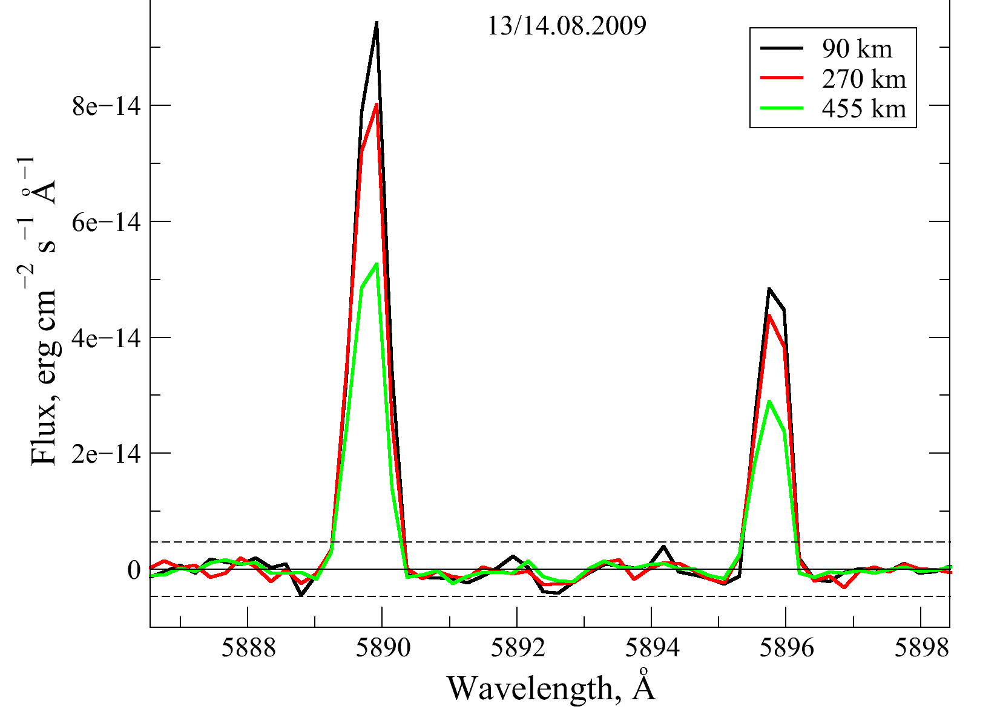 13/14.08.2009
90 km
270 km
455 km
8e−14
6e−14
4e−14
2e−14
0
Flux, erg cm⁻² s⁻¹ Å⁻¹
5888 5890 5892 5894 5896 5898
Wavelength, Å